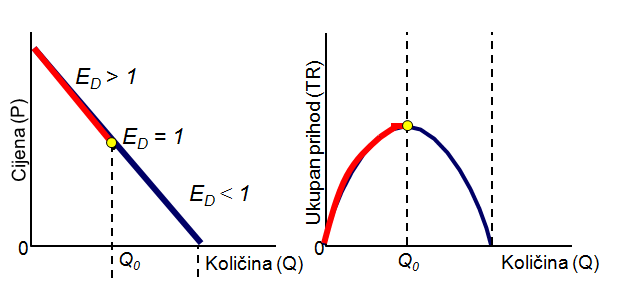 Cijena (P)
E_D > 1
E_D = 1
E_D < 1
0
Q_0
Količina (Q)
Ukupan prihod (TR)
0
Q_0
Količina (Q)